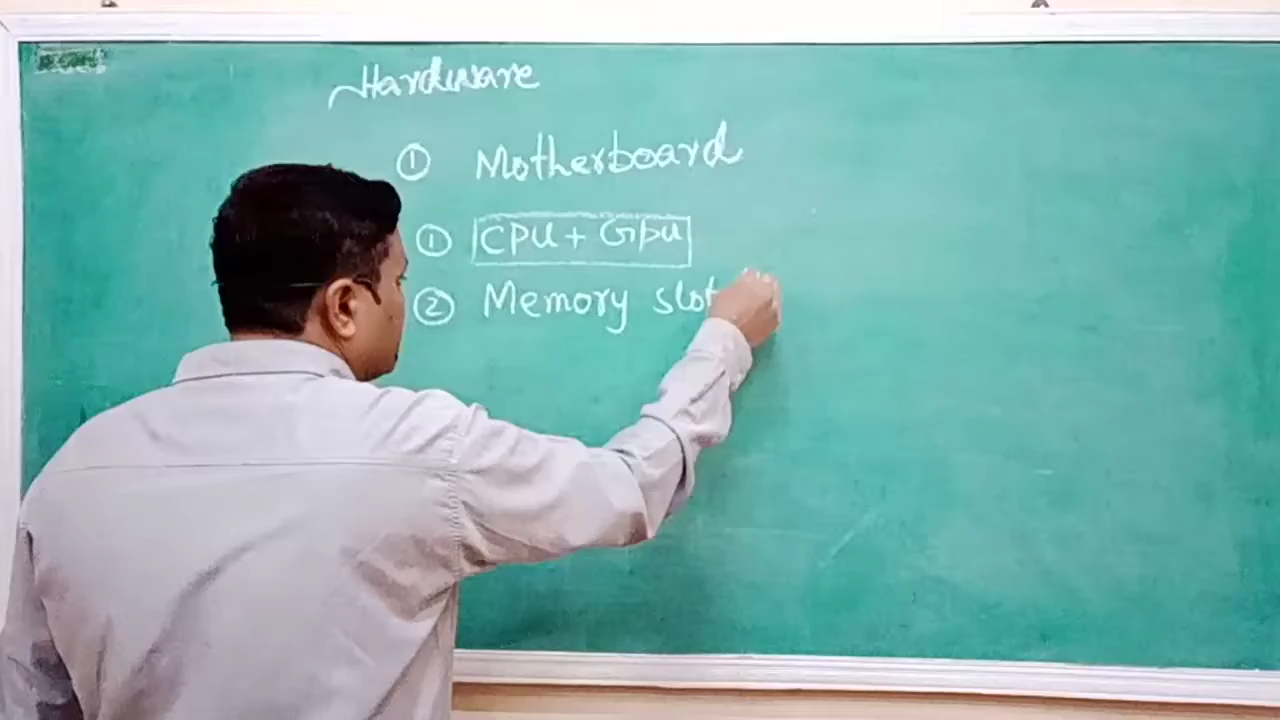 Hardware
① Motherboard
① CPU + GPU
② Memory slot